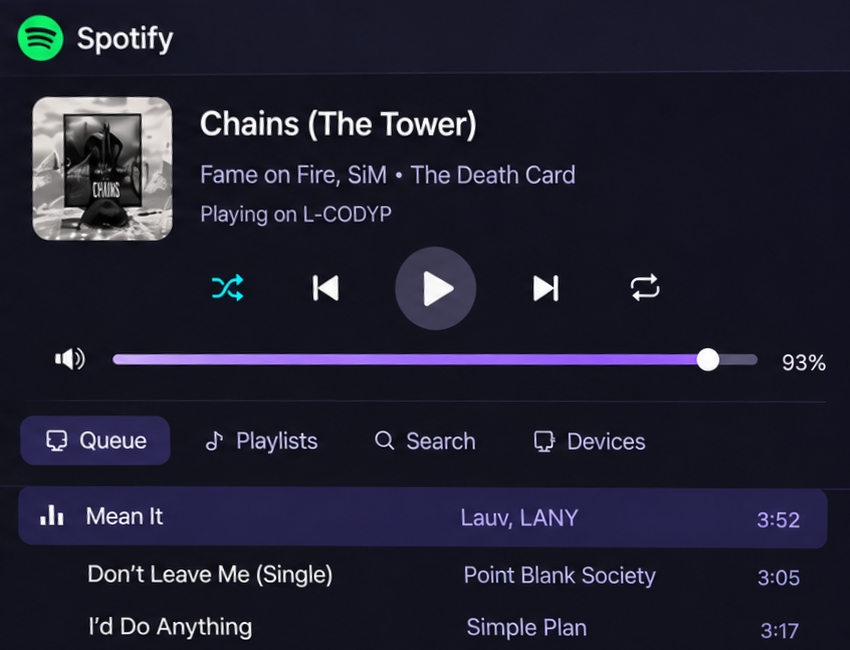 Spotify
Chains (The Tower)
CHAINS
Fame on Fire, SiM • The Death Card
Playing on L-CODYP
93%
Queue Playlists Search Devices
Mean It Lauv, LANY 3:52
Don’t Leave Me (Single) Point Blank Society 3:05
I’d Do Anything Simple Plan 3:17